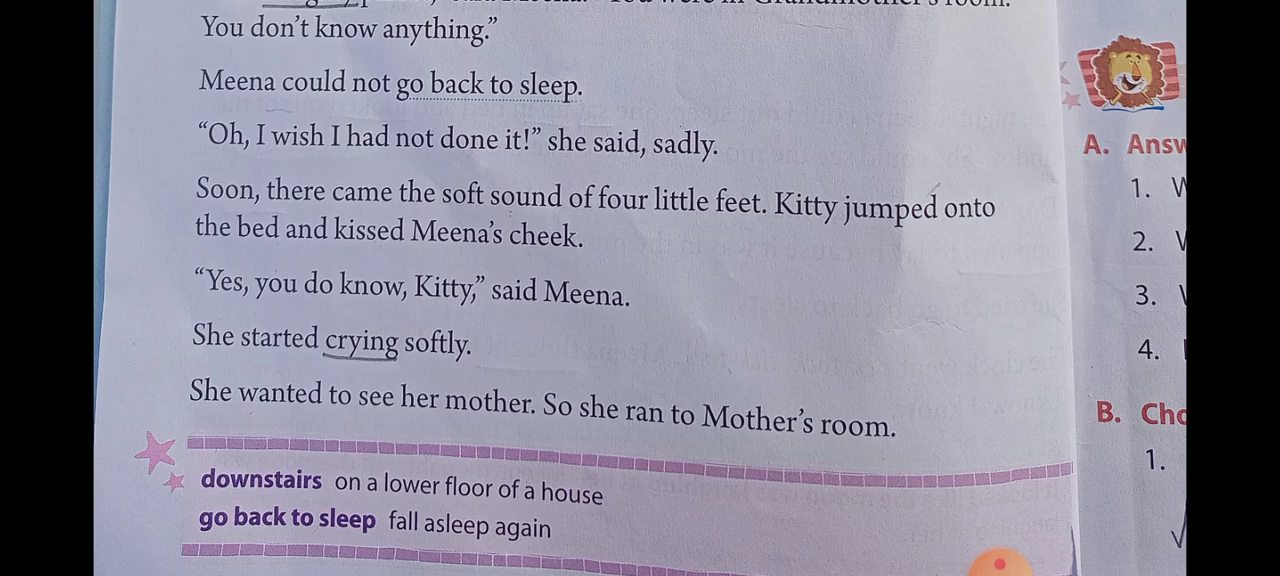 You don't know anything."
Meena could not go back to sleep.
"Oh, I wish I had not done it!" she said, sadly.
Soon, there came the soft sound of four little feet. Kitty jumped onto
the bed and kissed Meena's cheek.
"Yes, you do know, Kitty," said Meena.
She started crying softly.
She wanted to see her mother. So she ran to Mother's room.
downstairs on a lower floor of a house
go back to sleep fall asleep again
A.
1.
2.
3.
4.
B.
1.